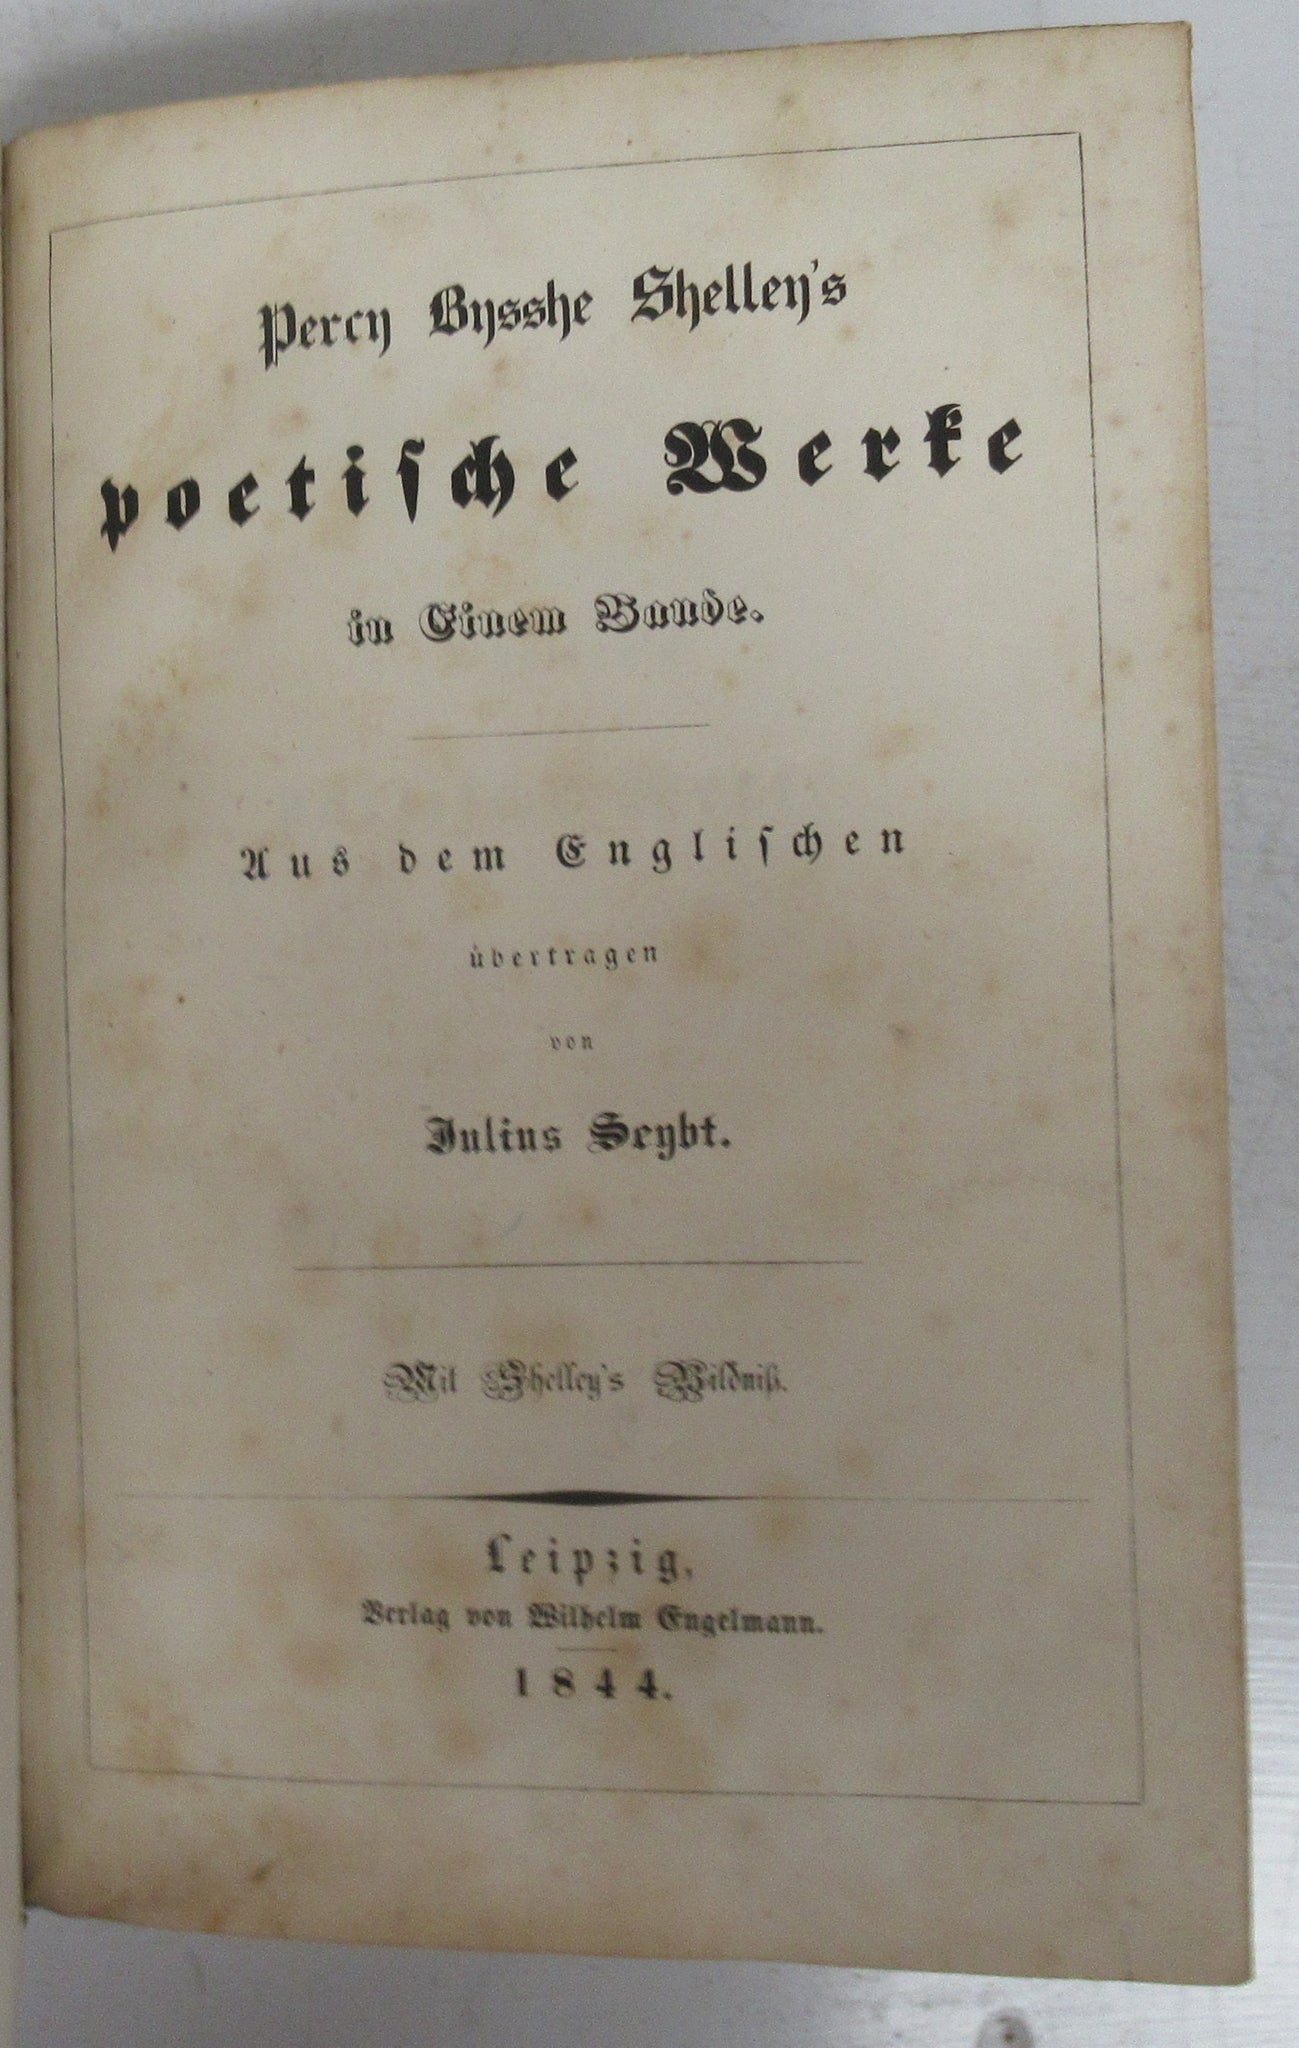 Percy Bysshe Shelley's
poetische Werke
in Einem Bande.
Aus dem Englischen
übertragen
von
Julius Seybt.
Mit Shelley's Bildniß.
Leipzig,
Verlag von Wilhelm Engelmann.
1844.